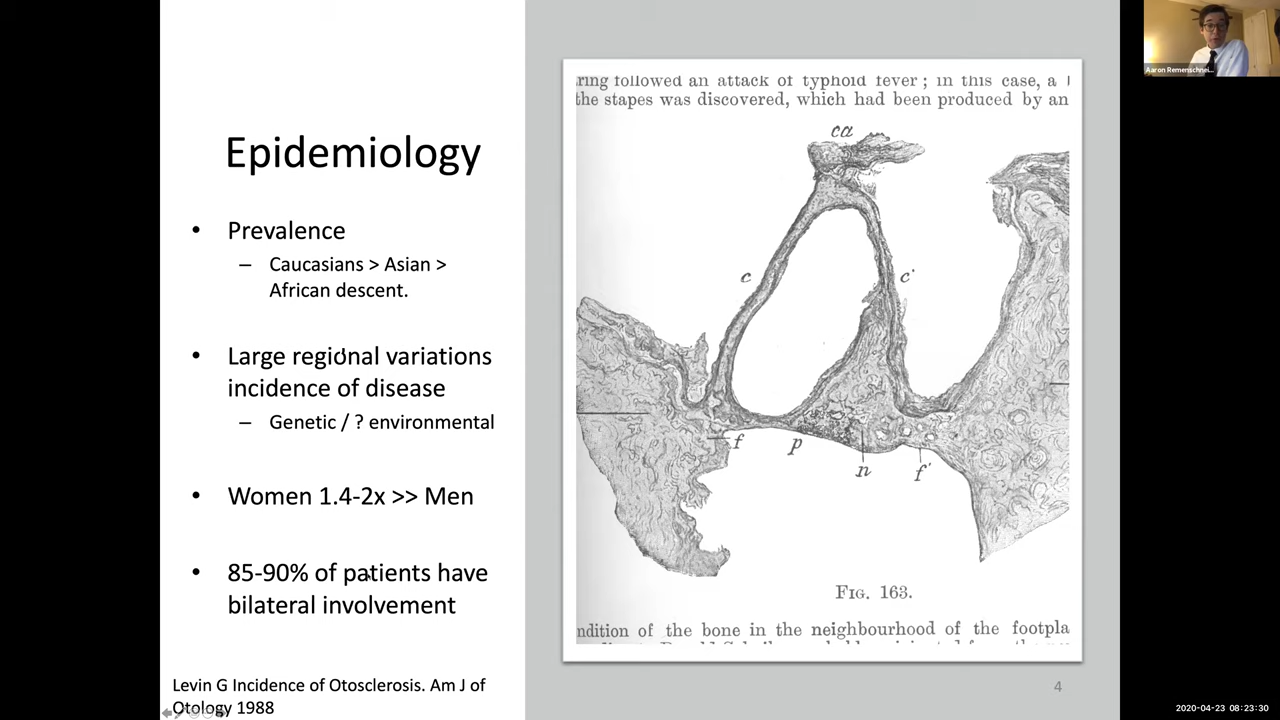 Epidemiology
• Prevalence
– Caucasians > Asian >
African descent.
• Large regional variations
incidence of disease
– Genetic / ? environmental
• Women 1.4-2x >> Men
• 85-90% of patients have
bilateral involvement
Levin G Incidence of Otosclerosis. Am J of
Otology 1988
ring followed an attack of typhoid fever ; in this case, a
the stapes was discovered, which had been produced by an
ca
c
c'
f
p
n
f'
FIG. 163.
ndition of the bone in the neighbourhood of the footpla
4
Aaron Remenschnei...
2020-04-23 08:23:30